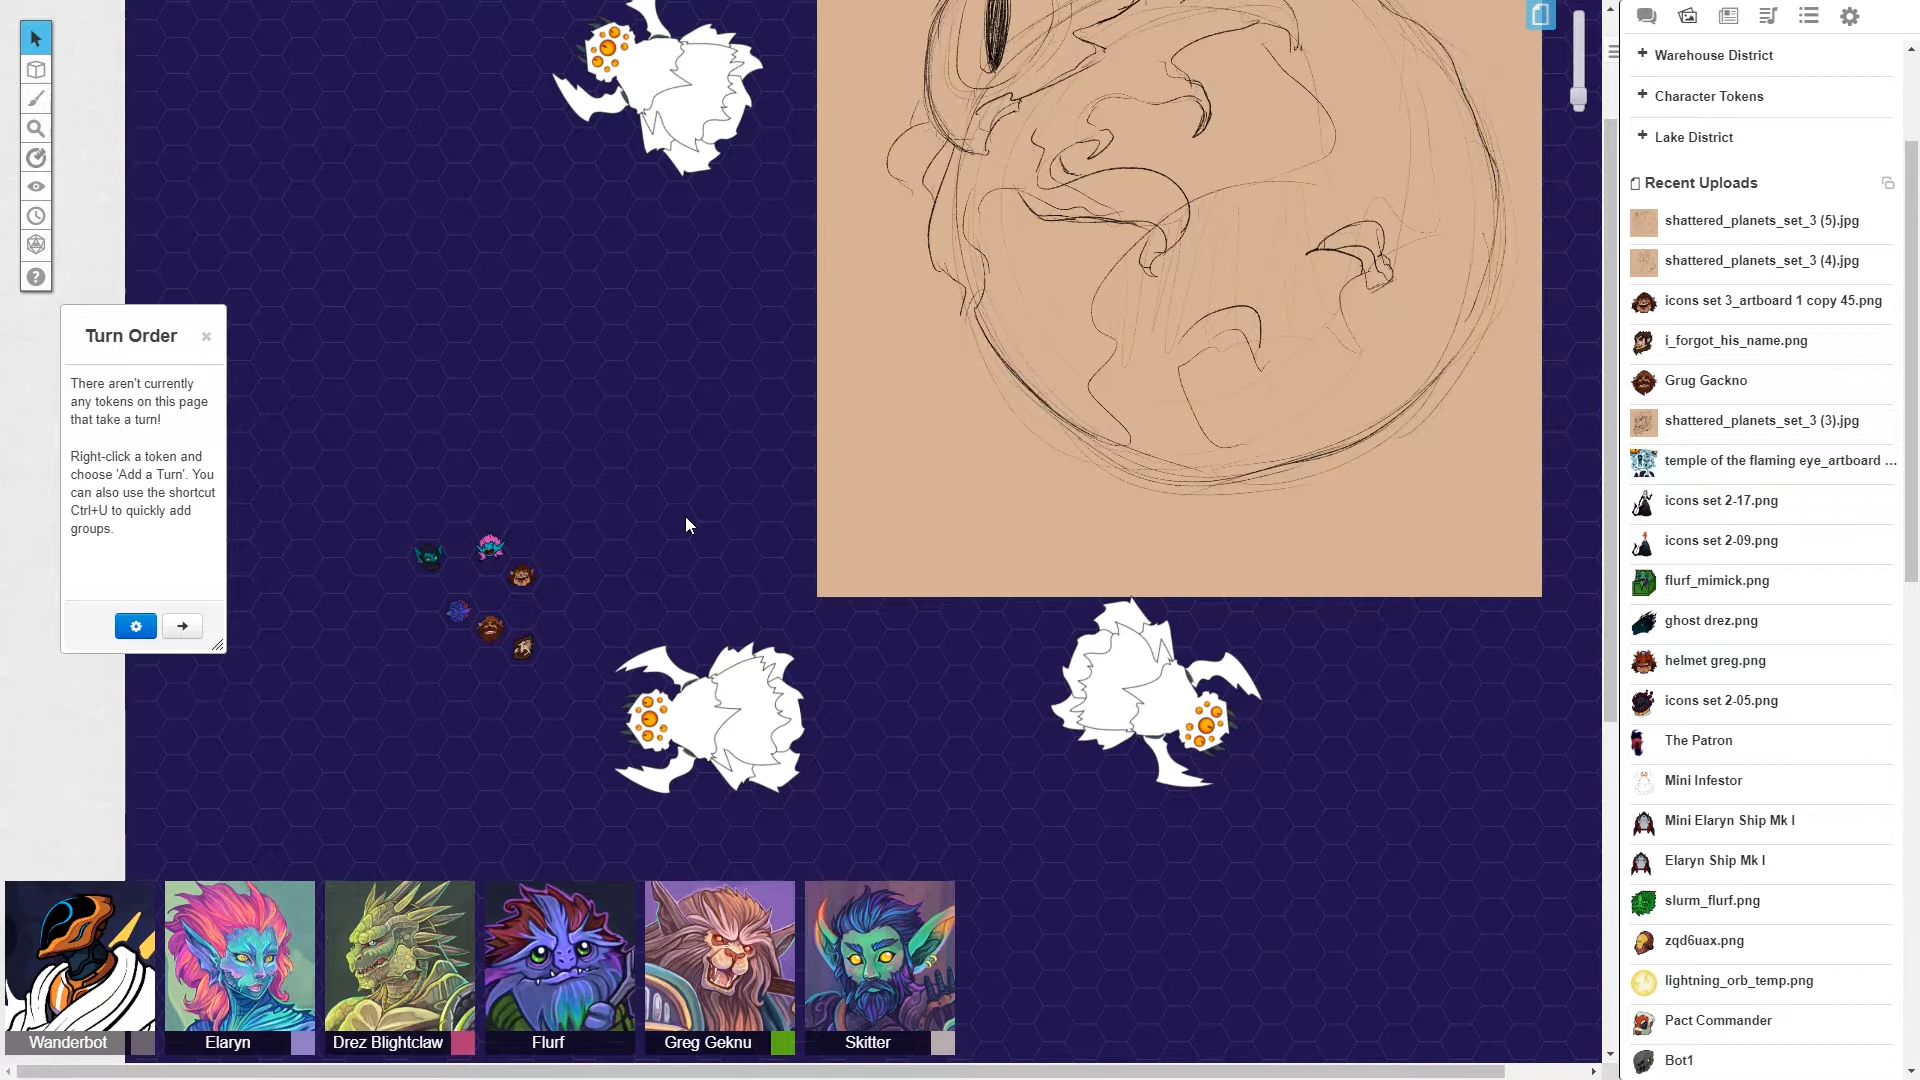 Warehouse District
Character Tokens
Lake District
Recent Uploads
shattered_planets_set_3 (5).jpg
shattered_planets_set_3 (4).jpg
icons set 3_artboard 1 copy 45.png
i_forgot_his_name.png
Grug Gackno
shattered_planets_set_3 (3).jpg
temple of the flaming eye_artboard ...
icons set 2-17.png
icons set 2-09.png
flurf_mimick.png
ghost drez.png
helmet greg.png
icons set 2-05.png
The Patron
Mini Infestor
Mini Elaryn Ship Mk I
Elaryn Ship Mk I
slurm_flurf.png
zqd6uax.png
lightning_orb_temp.png
Pact Commander
Bot1
Turn Order
There aren't currently
any tokens on this page
that take a turn!
Right-click a token and
choose 'Add a Turn'. You
can also use the shortcut
Ctrl+U to quickly add
groups.
Wanderbot
Elaryn
Drez Blightclaw
Flurf
Greg Geknu
Skitter